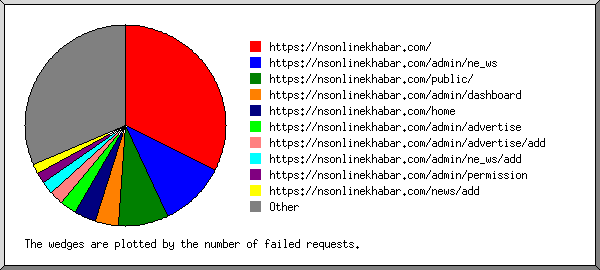 https://nsonlinekhabar.com/
https://nsonlinekhabar.com/admin/ne_ws
https://nsonlinekhabar.com/public/
https://nsonlinekhabar.com/admin/dashboard
https://nsonlinekhabar.com/home
https://nsonlinekhabar.com/admin/advertise
https://nsonlinekhabar.com/admin/advertise/add
https://nsonlinekhabar.com/admin/ne_ws/add
https://nsonlinekhabar.com/admin/permission
https://nsonlinekhabar.com/news/add
Other
The wedges are plotted by the number of failed requests.